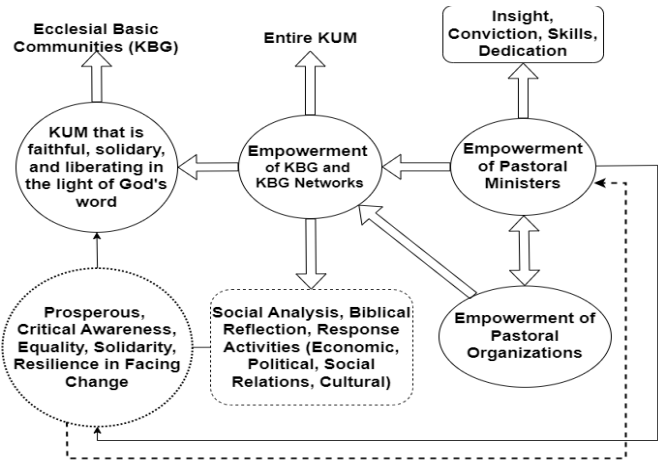 Ecclesial Basic
Communities (KBG)
Entire KUM
Insight,
Conviction, Skills,
Dedication
KUM that is
faithful, solidary,
and liberating in
the light of God's
word
Empowerment
of KBG and
KBG Networks
Empowerment
of Pastoral
Ministers
Prosperous,
Critical Awareness,
Equality, Solidarity,
Resilience in Facing
Change
Social Analysis, Biblical
Reflection, Response
Activities (Economic,
Political, Social
Relations, Cultural)
Empowerment of
Pastoral
Organizations